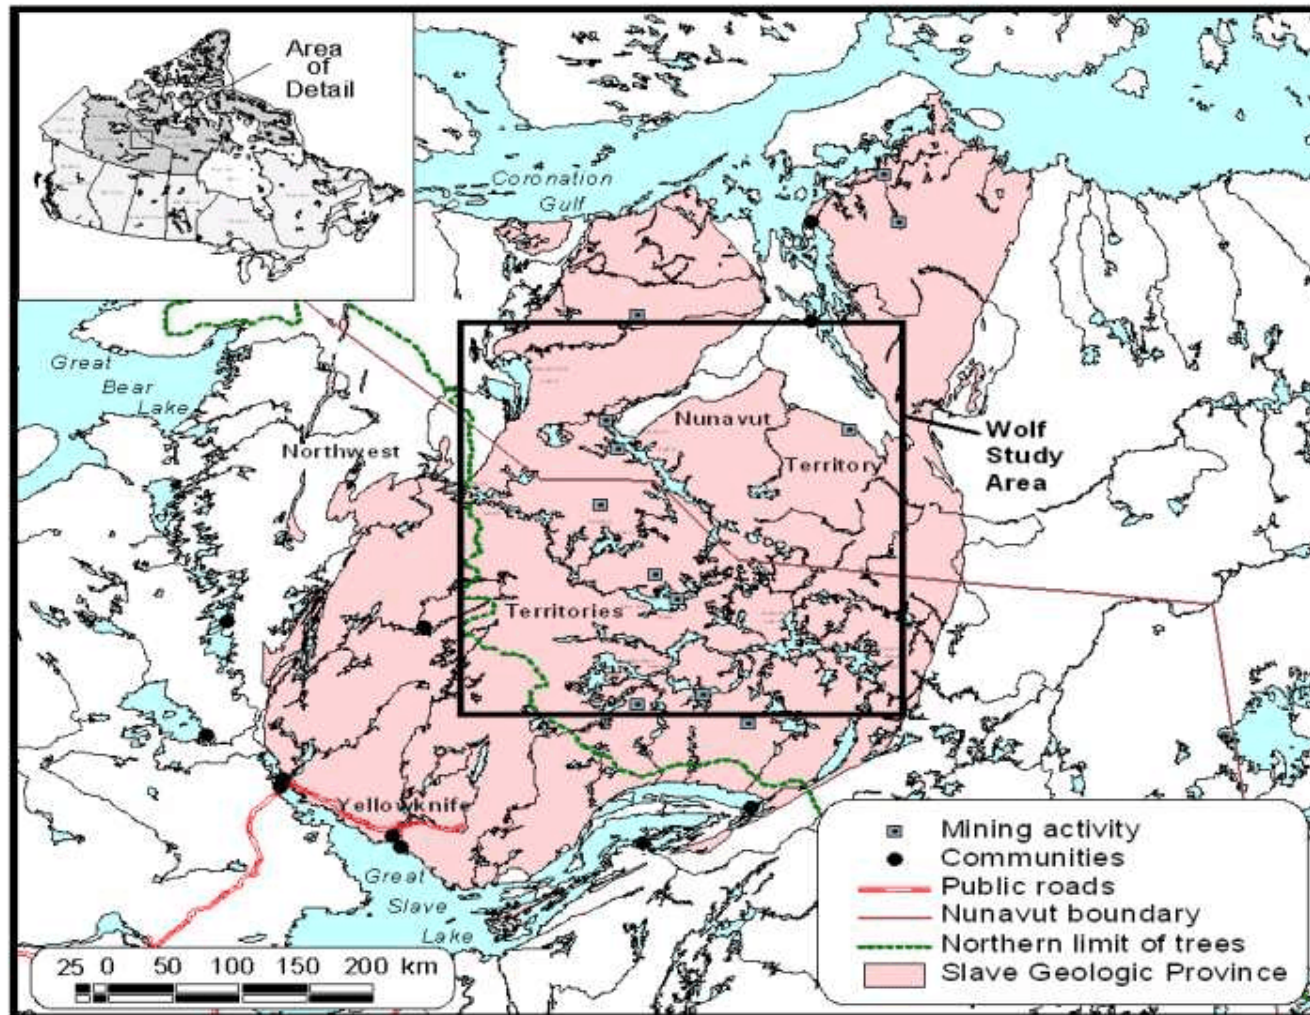 Area
of
Detail
Coronation
Gulf
Great
Bear
Lake
Northwest
Nunavut
Territory
Wolf
Study
Area
Territories
Yellowknife
Great
Slave
Lake
Mining activity
Communities
Public roads
Nunavut boundary
Northern limit of trees
Slave Geologic Province
25 0 50 100 150 200 km